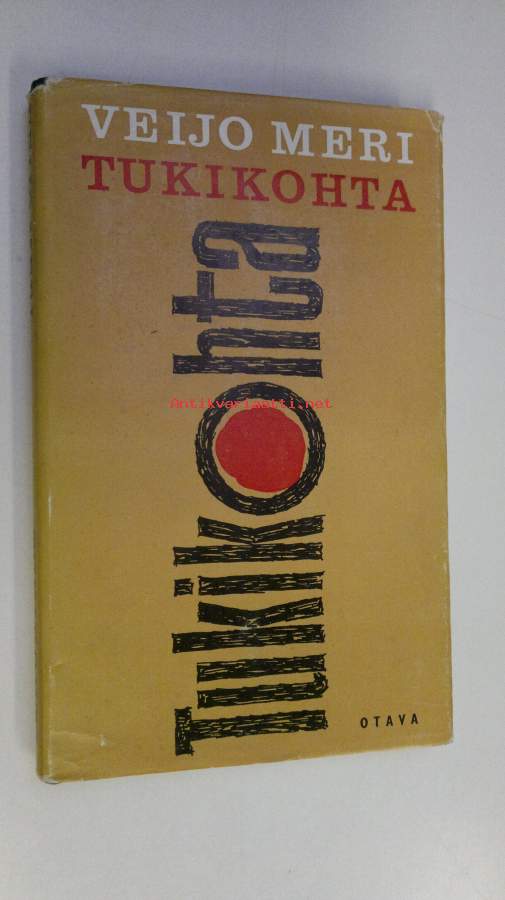 VEIJO MERI
TUKIKOHTA
Tukikohta
Antikvariaatti.net
OTAVA